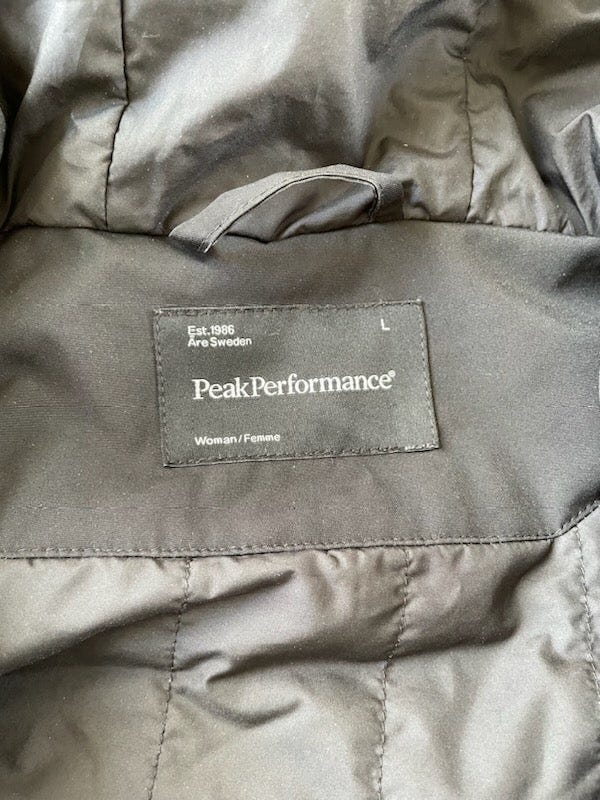 Est.1986 L
Åre Sweden
PeakPerformance®
Woman/Femme